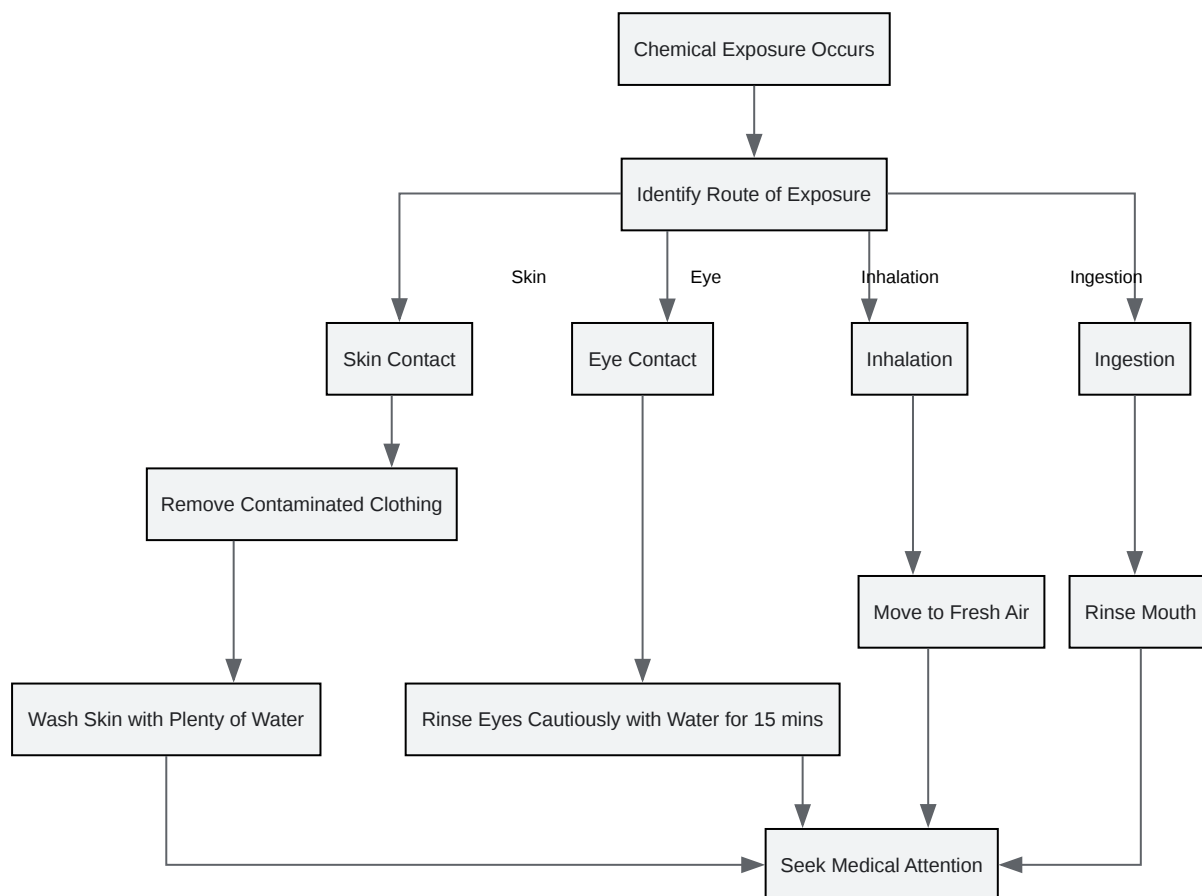 Chemical Exposure Occurs
Identify Route of Exposure
Skin
Eye
Inhalation
Ingestion
Skin Contact
Eye Contact
Inhalation
Ingestion
Remove Contaminated Clothing
Move to Fresh Air
Rinse Mouth
Wash Skin with Plenty of Water
Rinse Eyes Cautiously with Water for 15 mins
Seek Medical Attention